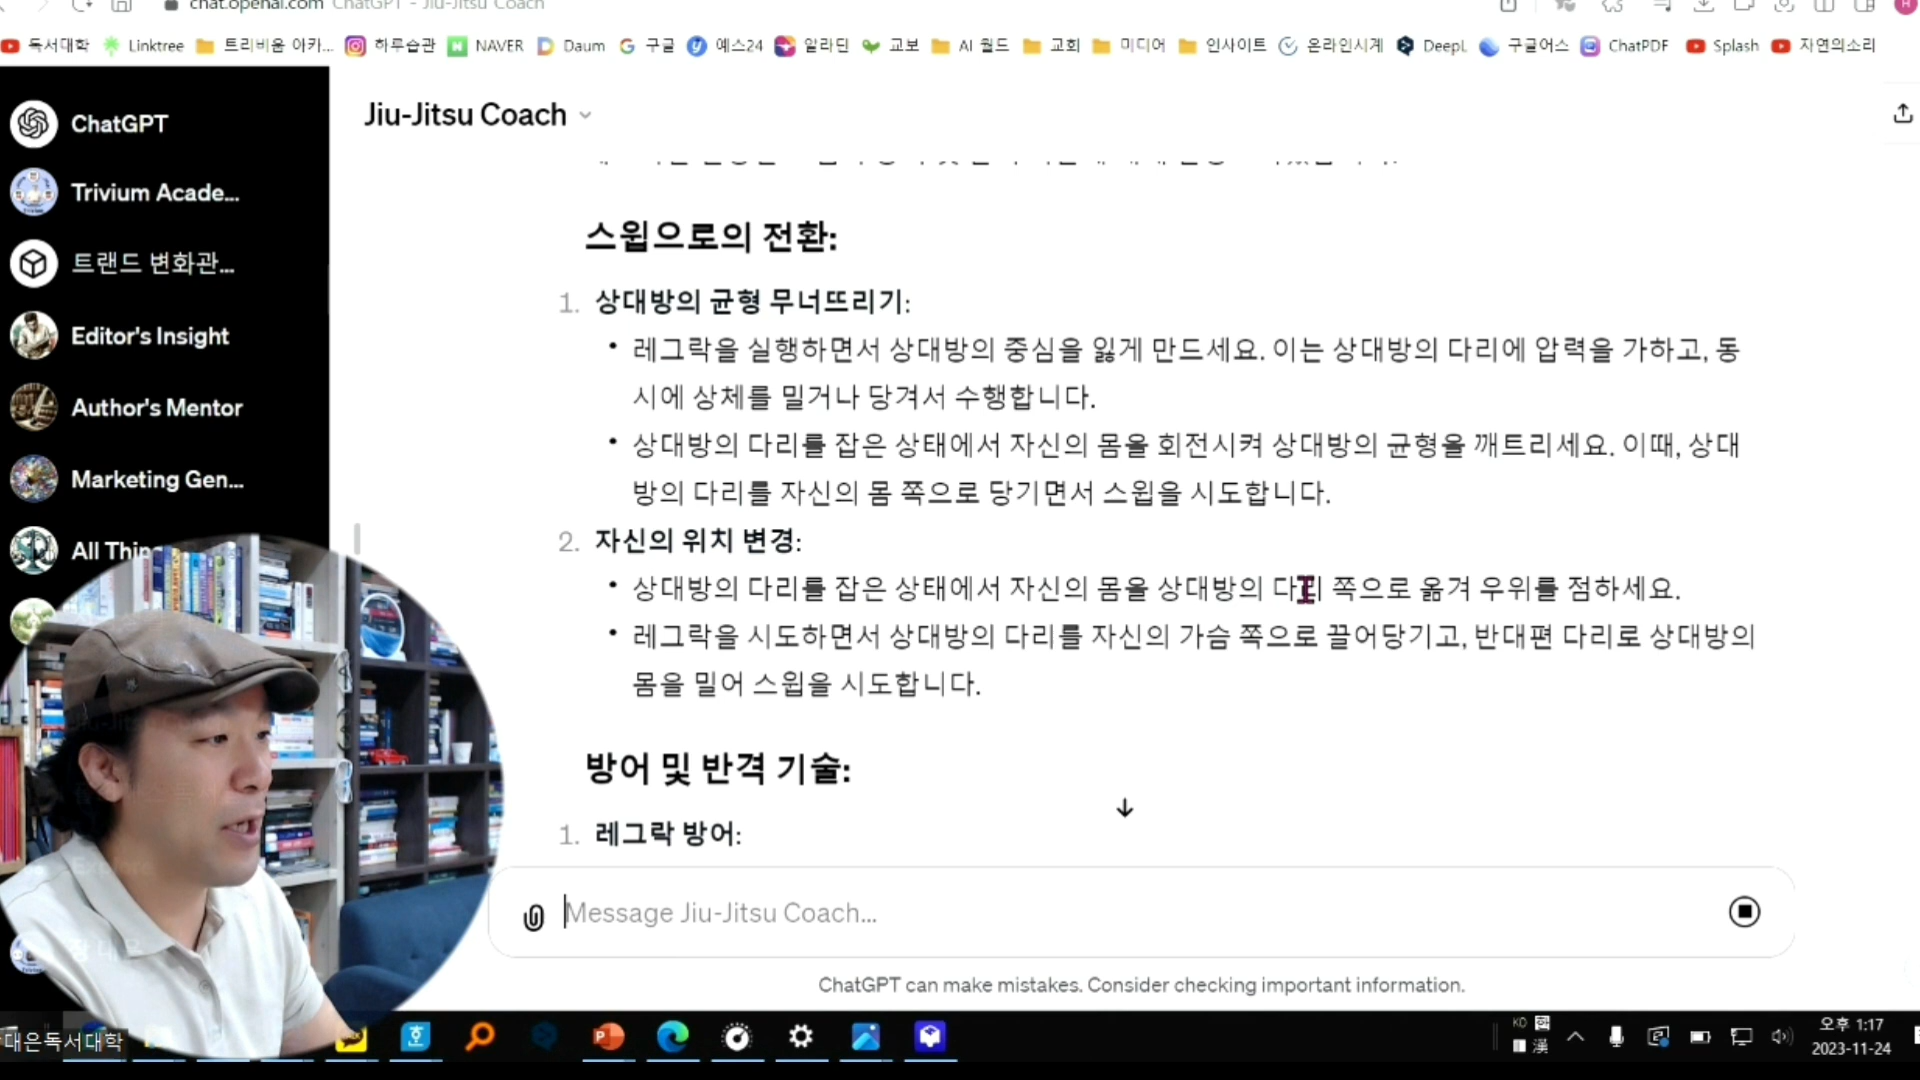 chat.openai.com ChatGPT - Jiu-Jitsu Coach
독서대학 Linktree 트리비움 아카... 하루습관 NAVER Daum 구글 예스24 알라딘 교보 AI 월드 교회 미디어 인사이트 온라인시계 DeepL 구글어스 ChatPDF Splash 자연의소리
ChatGPT
Trivium Acade...
트랜드 변화관...
Editor's Insight
Author's Mentor
Marketing Gen...
All Thin
Jiu-Jitsu Coach
스윕으로의 전환:
1. 상대방의 균형 무너뜨리기:
• 레그락을 실행하면서 상대방의 중심을 잃게 만드세요. 이는 상대방의 다리에 압력을 가하고, 동
시에 상체를 밀거나 당겨서 수행합니다.
• 상대방의 다리를 잡은 상태에서 자신의 몸을 회전시켜 상대방의 균형을 깨트리세요. 이때, 상대
방의 다리를 자신의 몸 쪽으로 당기면서 스윕을 시도합니다.
2. 자신의 위치 변경:
• 상대방의 다리를 잡은 상태에서 자신의 몸을 상대방의 다리 쪽으로 옮겨 우위를 점하세요.
• 레그락을 시도하면서 상대방의 다리를 자신의 가슴 쪽으로 끌어당기고, 반대편 다리로 상대방의
몸을 밀어 스윕을 시도합니다.
방어 및 반격 기술:
1. 레그락 방어:
Message Jiu-Jitsu Coach...
ChatGPT can make mistakes. Consider checking important information.
대은독서대학
KO 한
漢
오후 1:17
2023-11-24